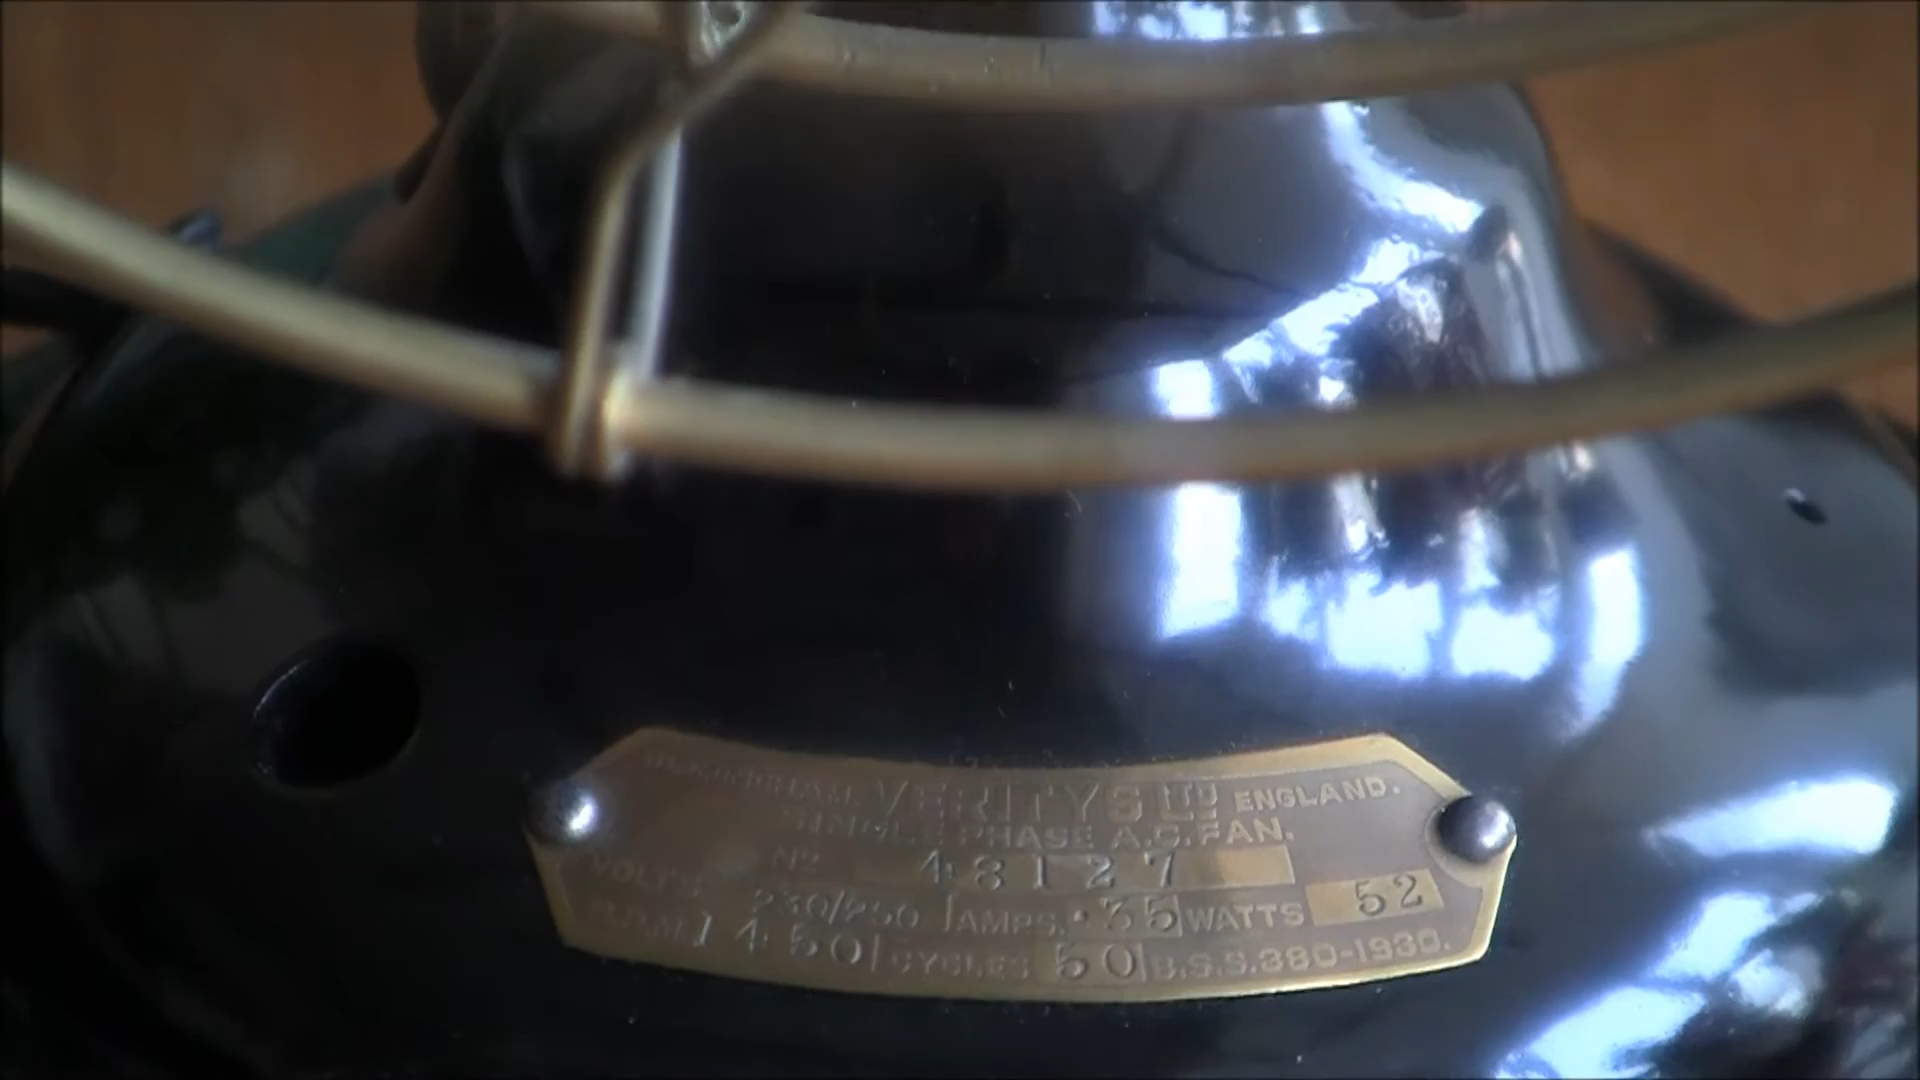 BIRMINGHAM. VERITYS LTD ENGLAND.
SINGLE PHASE A.C. FAN.
No 48127
VOLTS 230/250 AMPS. .35 WATTS 52
R.P.M. 1450 CYCLES 50 B.S.S. 380-1930.